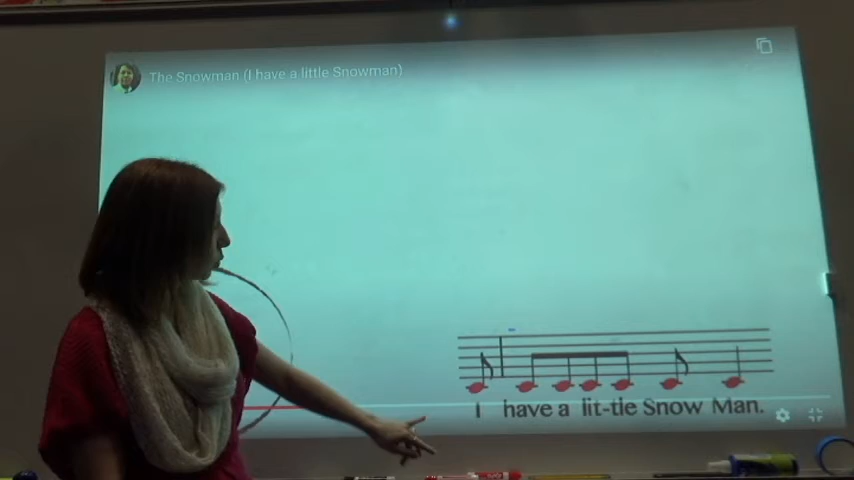 The Snowman (I have a little Snowman)
I have a lit-tle Snow Man.